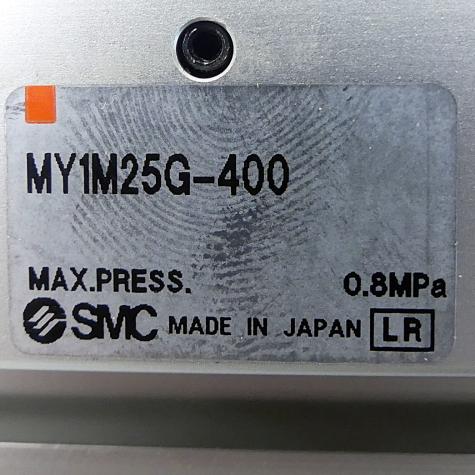 MY1M25G-400
MAX.PRESS. 0.8MPa
SMC MADE IN JAPAN LR